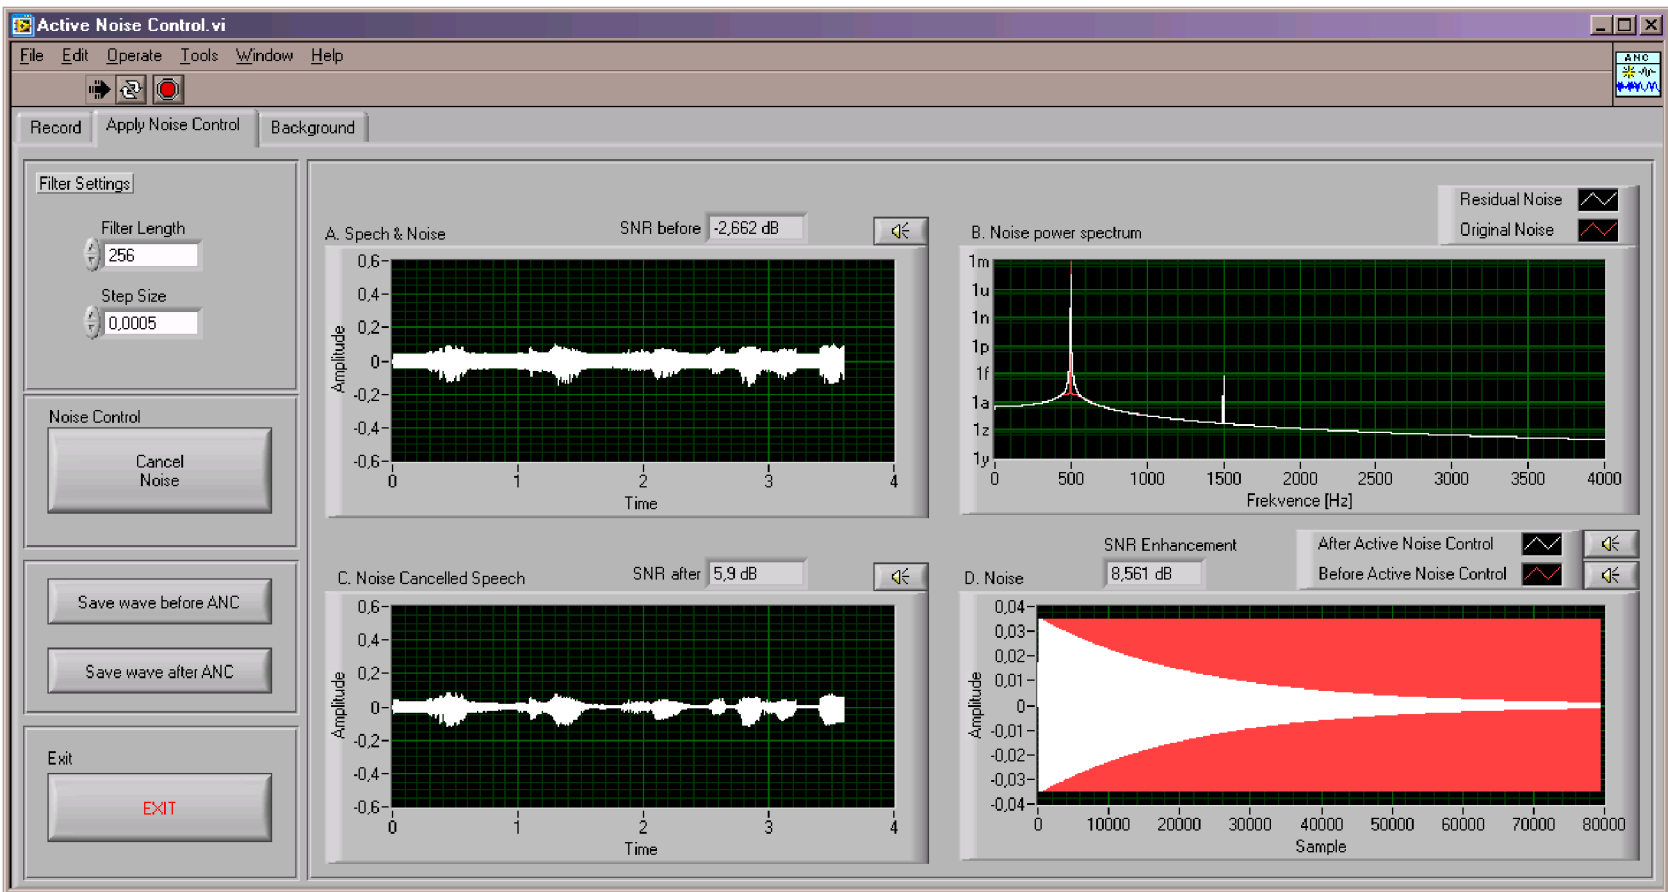 Active Noise Control.vi
File Edit Operate Tools Window Help
ANC
Record Apply Noise Control Background
Filter Settings
Filter Length
256
Step Size
0,0005
Noise Control
Cancel
Noise
Save wave before ANC
Save wave after ANC
Exit
EXIT
A. Spech & Noise
SNR before -2,662 dB
0,6
0,4
0,2
0
-0,2
-0,4
-0,6
0 1 2 3 4
Amplitude
Time
Residual Noise
Original Noise
B. Noise power spectrum
1m
1u
1n
1p
1f
1a
1z
1y
0 500 1000 1500 2000 2500 3000 3500 4000
Frekvence [Hz]
C. Noise Cancelled Speech
SNR after 5,9 dB
0,6
0,4
0,2
0
-0,2
-0,4
-0,6
0 1 2 3 4
Amplitude
Time
SNR Enhancement
8,561 dB
After Active Noise Control
Before Active Noise Control
D. Noise
0,04
0,03
0,02
0,01
0
-0,01
-0,02
-0,03
-0,04
0 10000 20000 30000 40000 50000 60000 70000 80000
Amplitude
Sample